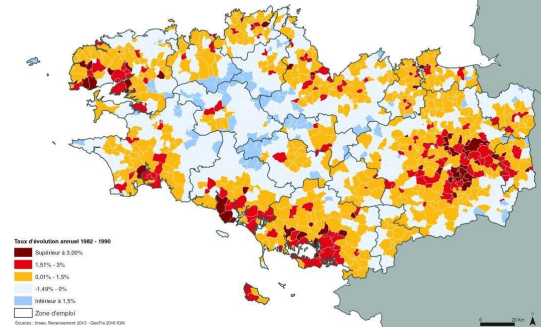 Taux d'évolution annuel 1982 - 1990
Supérieur à 3,00%
1,51% - 3%
0,01% - 1,5%
-1,49% - 0%
Inférieur à 1,5%
Zone d'emploi
Sources : Insee, Recensement 2013 - GeoFla 2016 IGN
0 20 Km
N